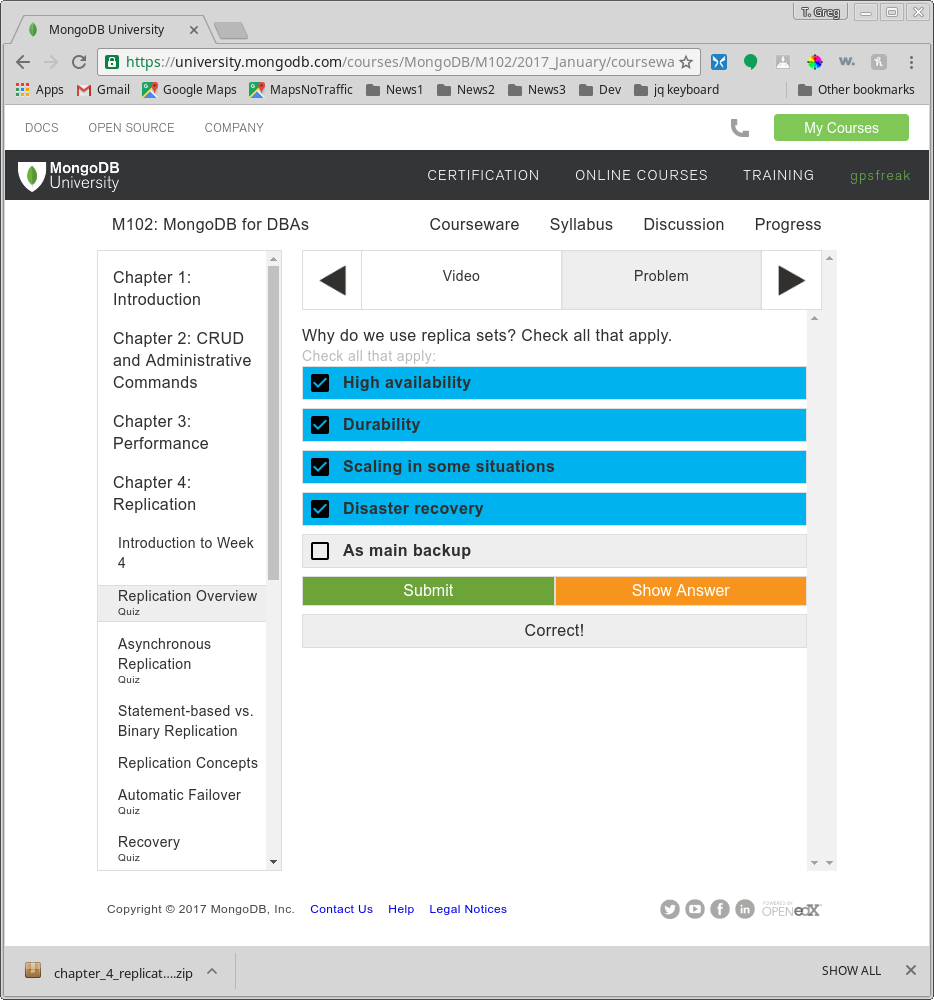 T. Greg
MongoDB University
https://university.mongodb.com/courses/MongoDB/M102/2017_January/coursewa
w.
Apps Gmail Google Maps MapsNoTraffic News1 News2 News3 Dev jq keyboard Other bookmarks
DOCS OPEN SOURCE COMPANY My Courses
MongoDB
University
CERTIFICATION ONLINE COURSES TRAINING gpsfreak
M102: MongoDB for DBAs Courseware Syllabus Discussion Progress
Chapter 1:
Introduction
Chapter 2: CRUD
and Administrative
Commands
Chapter 3:
Performance
Chapter 4:
Replication
Introduction to Week
4
Replication Overview
Quiz
Asynchronous
Replication
Quiz
Statement-based vs.
Binary Replication
Replication Concepts
Automatic Failover
Quiz
Recovery
Quiz
Video Problem
Why do we use replica sets? Check all that apply.
Check all that apply:
High availability
Durability
Scaling in some situations
Disaster recovery
As main backup
Submit Show Answer
Correct!
Copyright © 2017 MongoDB, Inc. Contact Us Help Legal Notices
POWERED BY
OPEN edX
chapter_4_replicat....zip SHOW ALL